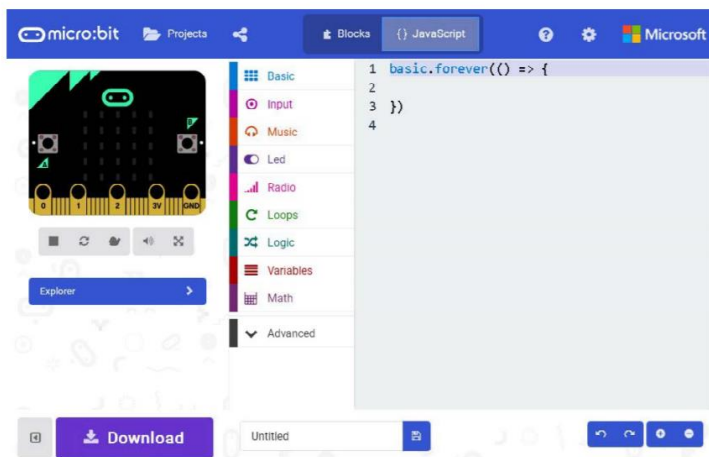 micro:bit Projects Blocks {} JavaScript Microsoft
B
A
0 1 2 3V GND
Explorer
Basic
Input
Music
Led
Radio
Loops
Logic
Variables
Math
Advanced
1 basic.forever(() => {
2
3 })
4
Download
Untitled